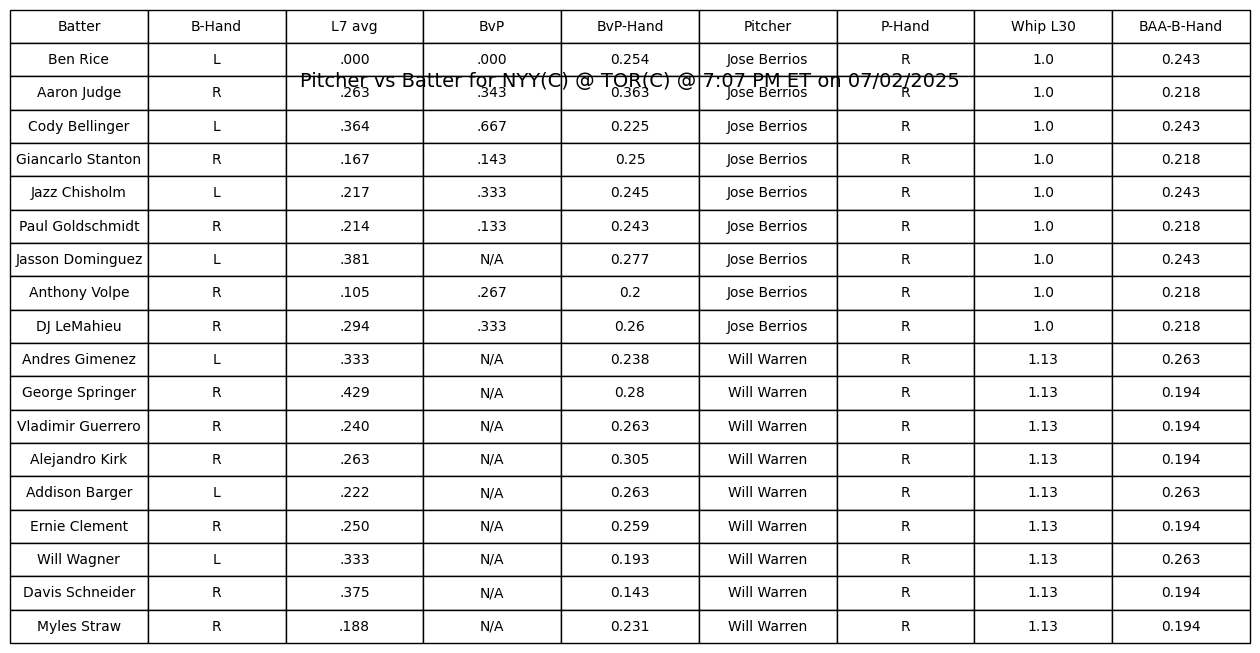 Batter B-Hand L7 avg BvP BvP-Hand Pitcher P-Hand Whip L30 BAA-B-Hand
Ben Rice L .000 .000 0.254 Jose Berrios R 1.0 0.243
Pitcher vs Batter for NYY(C) @ TOR(C) @ 7:07 PM ET on 07/02/2025
Aaron Judge R .263 .343 0.363 Jose Berrios R 1.0 0.218
Cody Bellinger L .364 .667 0.225 Jose Berrios R 1.0 0.243
Giancarlo Stanton R .167 .143 0.25 Jose Berrios R 1.0 0.218
Jazz Chisholm L .217 .333 0.245 Jose Berrios R 1.0 0.243
Paul Goldschmidt R .214 .133 0.243 Jose Berrios R 1.0 0.218
Jasson Dominguez L .381 N/A 0.277 Jose Berrios R 1.0 0.243
Anthony Volpe R .105 .267 0.2 Jose Berrios R 1.0 0.218
DJ LeMahieu R .294 .333 0.26 Jose Berrios R 1.0 0.218
Andres Gimenez L .333 N/A 0.238 Will Warren R 1.13 0.263
George Springer R .429 N/A 0.28 Will Warren R 1.13 0.194
Vladimir Guerrero R .240 N/A 0.263 Will Warren R 1.13 0.194
Alejandro Kirk R .263 N/A 0.305 Will Warren R 1.13 0.194
Addison Barger L .222 N/A 0.263 Will Warren R 1.13 0.263
Ernie Clement R .250 N/A 0.259 Will Warren R 1.13 0.194
Will Wagner L .333 N/A 0.193 Will Warren R 1.13 0.263
Davis Schneider R .375 N/A 0.143 Will Warren R 1.13 0.194
Myles Straw R .188 N/A 0.231 Will Warren R 1.13 0.194